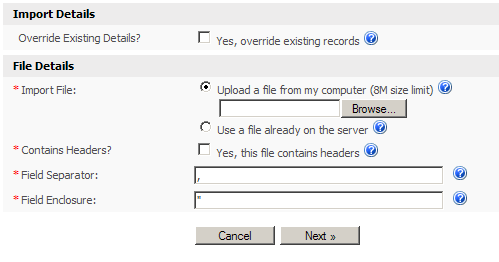 Import Details
Override Existing Details? Yes, override existing records ?
File Details
* Import File: Upload a file from my computer (8M size limit) ?
Browse...
Use a file already on the server ?
* Contains Headers? Yes, this file contains headers ?
* Field Separator: , ?
* Field Enclosure: " ?
Cancel Next »